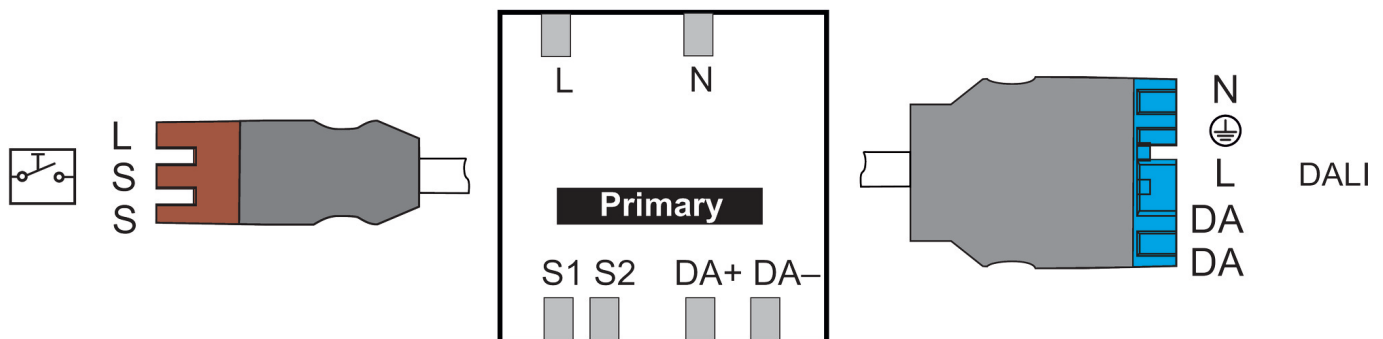 L
S
S
L N
Primary
S1 S2 DA+ DA–
N
L
DA
DA
DALI